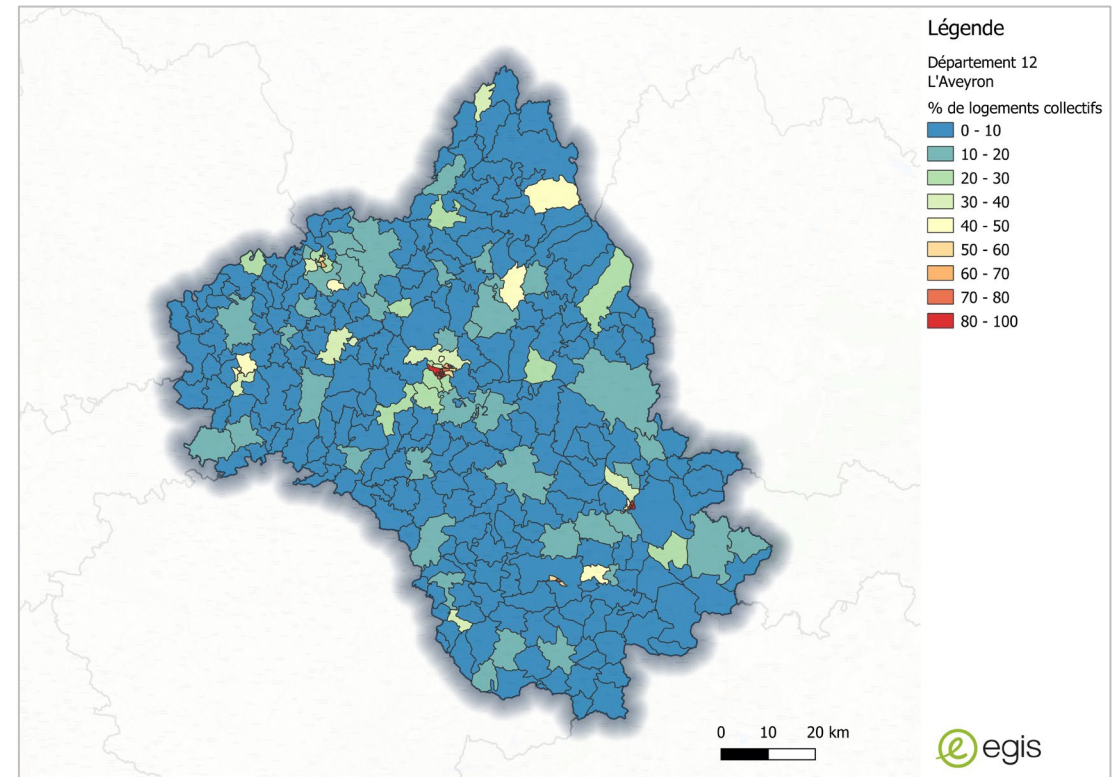 Légende
Département 12
L'Aveyron
% de logements collectifs
0 - 10
10 - 20
20 - 30
30 - 40
40 - 50
50 - 60
60 - 70
70 - 80
80 - 100
12
0 10 20 km
egis